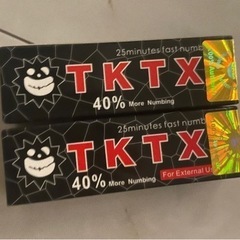 25minutes fast numb
TKTX
40% More Numbing
25minutes fast numb
TKTX
40% More Numbing
For External U